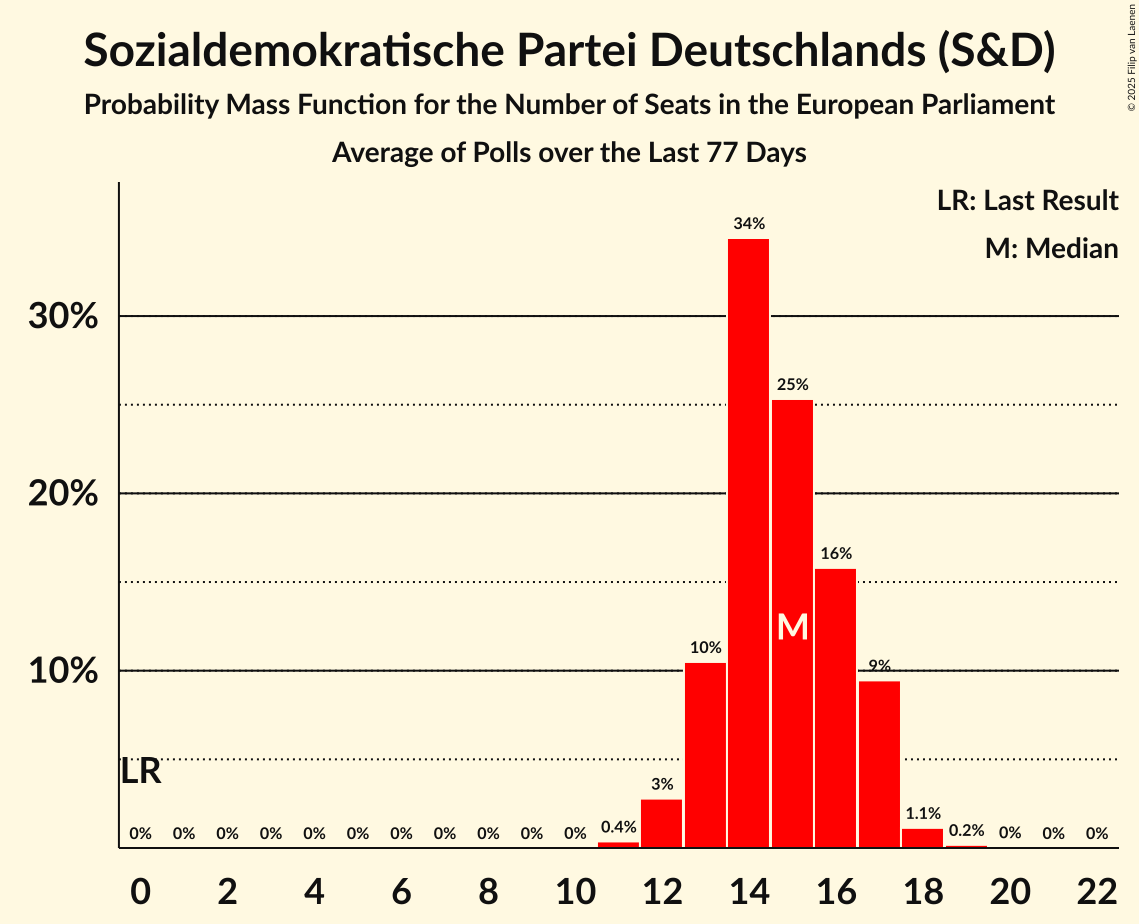 Sozialdemokratische Partei Deutschlands (S&D)
Probability Mass Function for the Number of Seats in the European Parliament
Average of Polls over the Last 77 Days
© 2025 Filip van Laenen
LR: Last Result
M: Median
34%
30%
25%
20%
16%
M
10%
9%
10%
LR
3%
0% 0% 0% 0% 0% 0% 0% 0% 0% 0% 0% 0.4% 1.1% 0.2% 0% 0% 0%
0 2 4 6 8 10 12 14 16 18 20 22